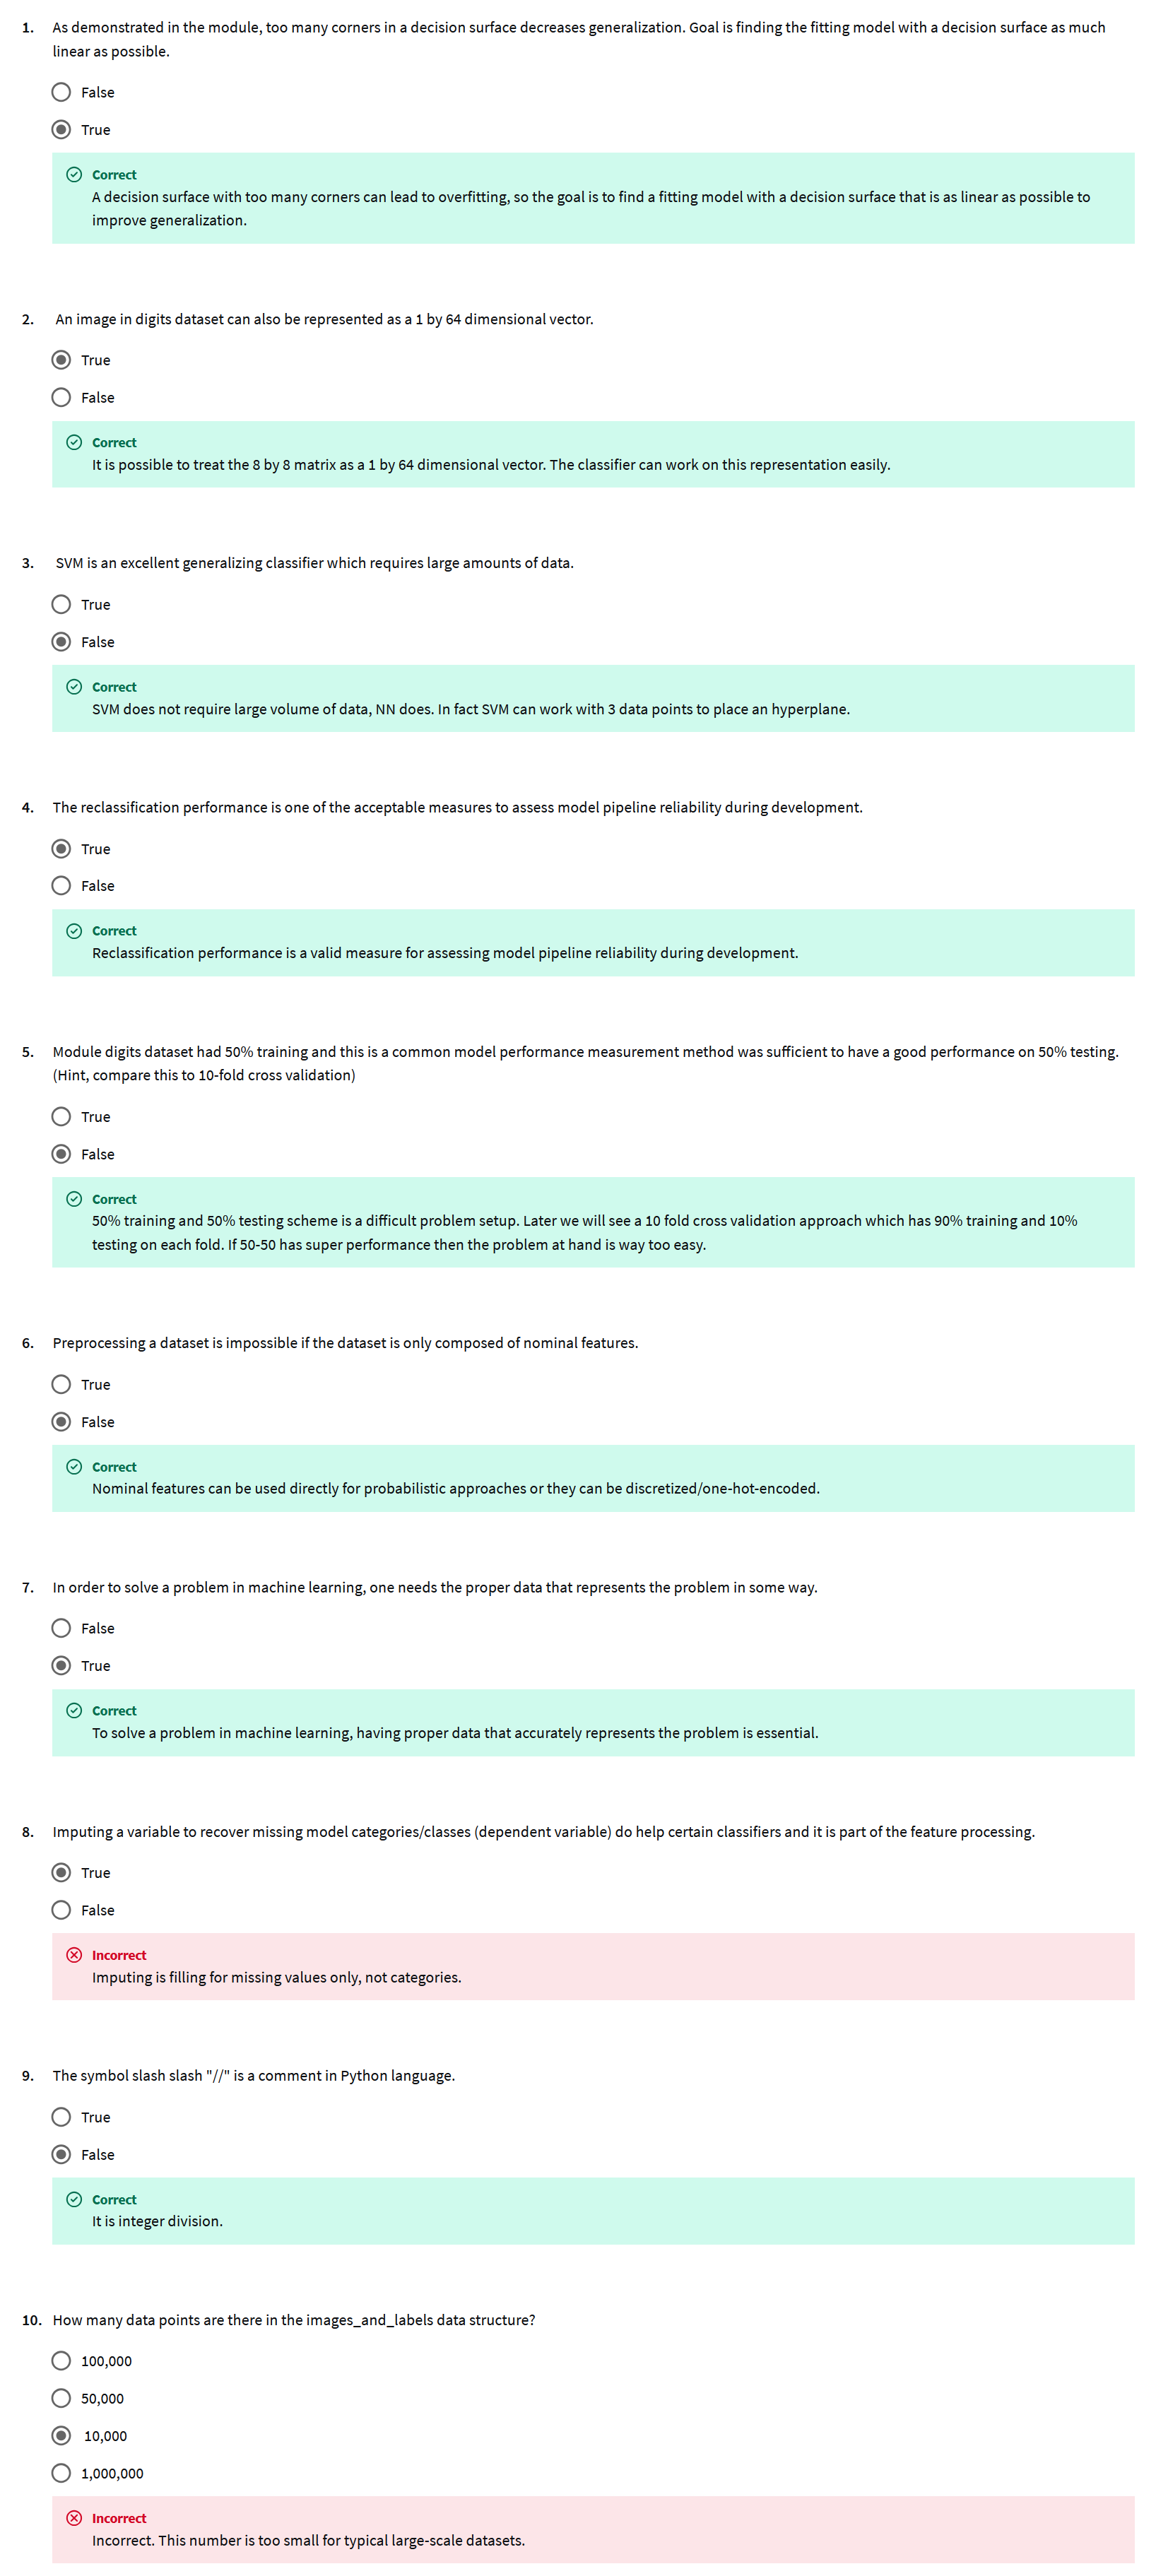 1. As demonstrated in the module, too many corners in a decision surface decreases generalization. Goal is finding the fitting model with a decision surface as much
linear as possible.
False
True
Correct
A decision surface with too many corners can lead to overfitting, so the goal is to find a fitting model with a decision surface that is as linear as possible to
improve generalization.
2. An image in digits dataset can also be represented as a 1 by 64 dimensional vector.
True
False
Correct
It is possible to treat the 8 by 8 matrix as a 1 by 64 dimensional vector. The classifier can work on this representation easily.
3. SVM is an excellent generalizing classifier which requires large amounts of data.
True
False
Correct
SVM does not require large volume of data, NN does. In fact SVM can work with 3 data points to place an hyperplane.
4. The reclassification performance is one of the acceptable measures to assess model pipeline reliability during development.
True
False
Correct
Reclassification performance is a valid measure for assessing model pipeline reliability during development.
5. Module digits dataset had 50% training and this is a common model performance measurement method was sufficient to have a good performance on 50% testing.
(Hint, compare this to 10-fold cross validation)
True
False
Correct
50% training and 50% testing scheme is a difficult problem setup. Later we will see a 10 fold cross validation approach which has 90% training and 10%
testing on each fold. If 50-50 has super performance then the problem at hand is way too easy.
6. Preprocessing a dataset is impossible if the dataset is only composed of nominal features.
True
False
Correct
Nominal features can be used directly for probabilistic approaches or they can be discretized/one-hot-encoded.
7. In order to solve a problem in machine learning, one needs the proper data that represents the problem in some way.
False
True
Correct
To solve a problem in machine learning, having proper data that accurately represents the problem is essential.
8. Imputing a variable to recover missing model categories/classes (dependent variable) do help certain classifiers and it is part of the feature processing.
True
False
Incorrect
Imputing is filling for missing values only, not categories.
9. The symbol slash slash "//" is a comment in Python language.
True
False
Correct
It is integer division.
10. How many data points are there in the images_and_labels data structure?
100,000
50,000
10,000
1,000,000
Incorrect
Incorrect. This number is too small for typical large-scale datasets.